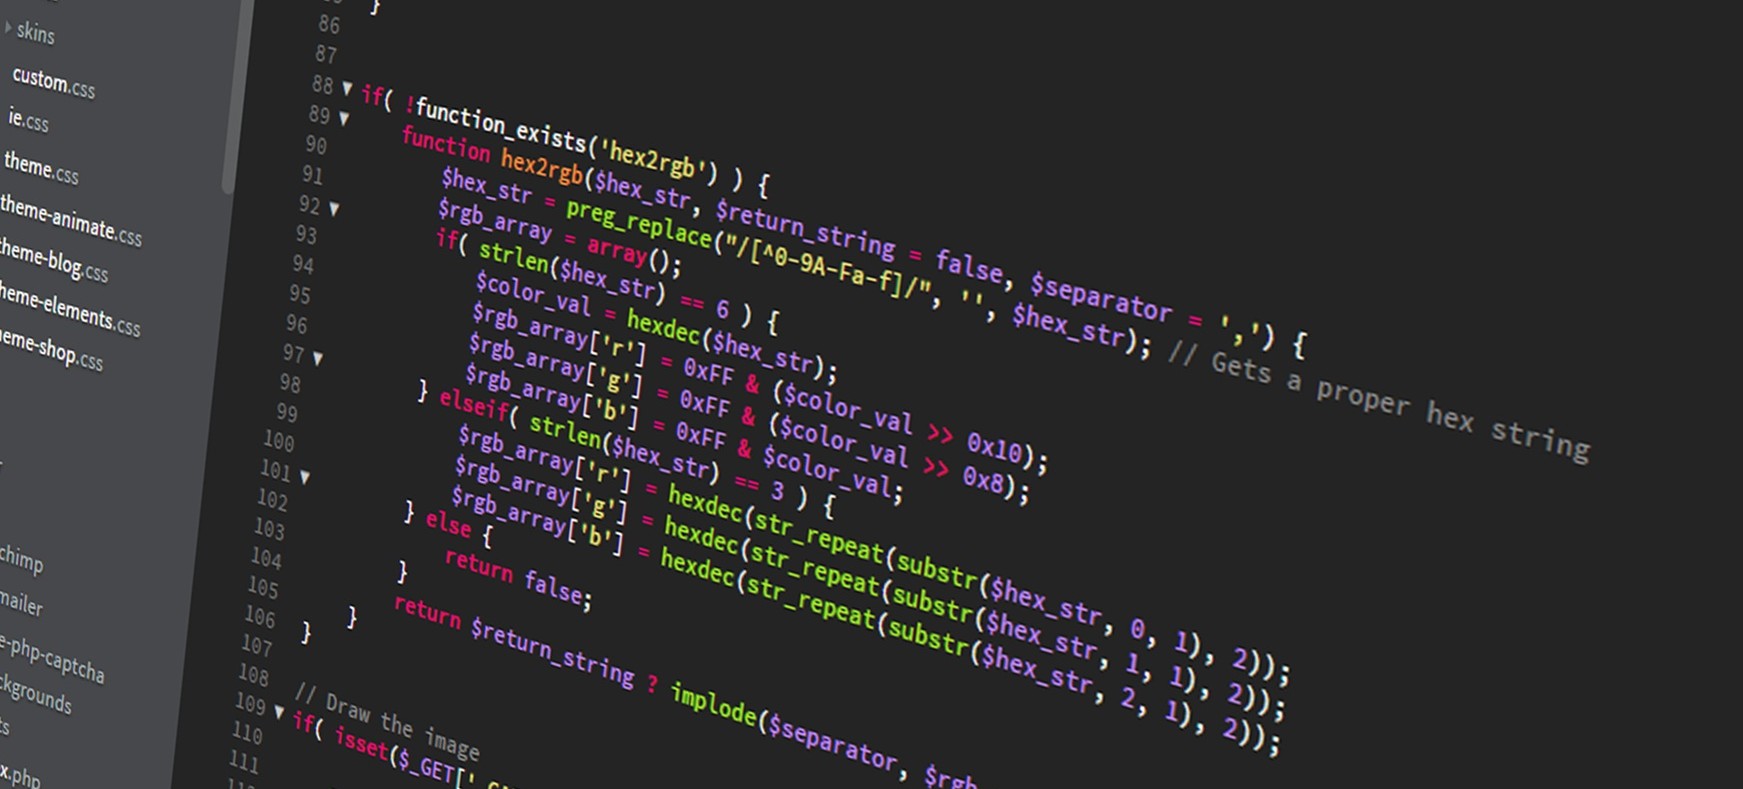 skins
custom.css
ie.css
theme.css
theme-animate.css
theme-blog.css
heme-elements.css
eme-shop.css
chimp
mailer
e-php-captcha
ckgrounds
ts
x.php
86 }
87
88 if( !function_exists('hex2rgb') ) {
89 function hex2rgb($hex_str, $return_string = false, $separator = ',') {
90 $hex_str = preg_replace("/[^0-9A-Fa-f]/", '', $hex_str); // Gets a proper hex string
91 $rgb_array = array();
92 if( strlen($hex_str) == 6 ) {
93 $color_val = hexdec($hex_str);
94 $rgb_array['r'] = 0xFF & ($color_val >> 0x10);
95 $rgb_array['g'] = 0xFF & ($color_val >> 0x8);
96 $rgb_array['b'] = 0xFF & $color_val;
97 } elseif( strlen($hex_str) == 3 ) {
98 $rgb_array['r'] = hexdec(str_repeat(substr($hex_str, 0, 1), 2));
99 $rgb_array['g'] = hexdec(str_repeat(substr($hex_str, 1, 1), 2));
100 $rgb_array['b'] = hexdec(str_repeat(substr($hex_str, 2, 1), 2));
101 } else {
102 return false;
103 }
104 return $return_string ? implode($separator, $rgb
105 }
106 }
107
108 // Draw the image
109 if( isset($_GET['
110
111